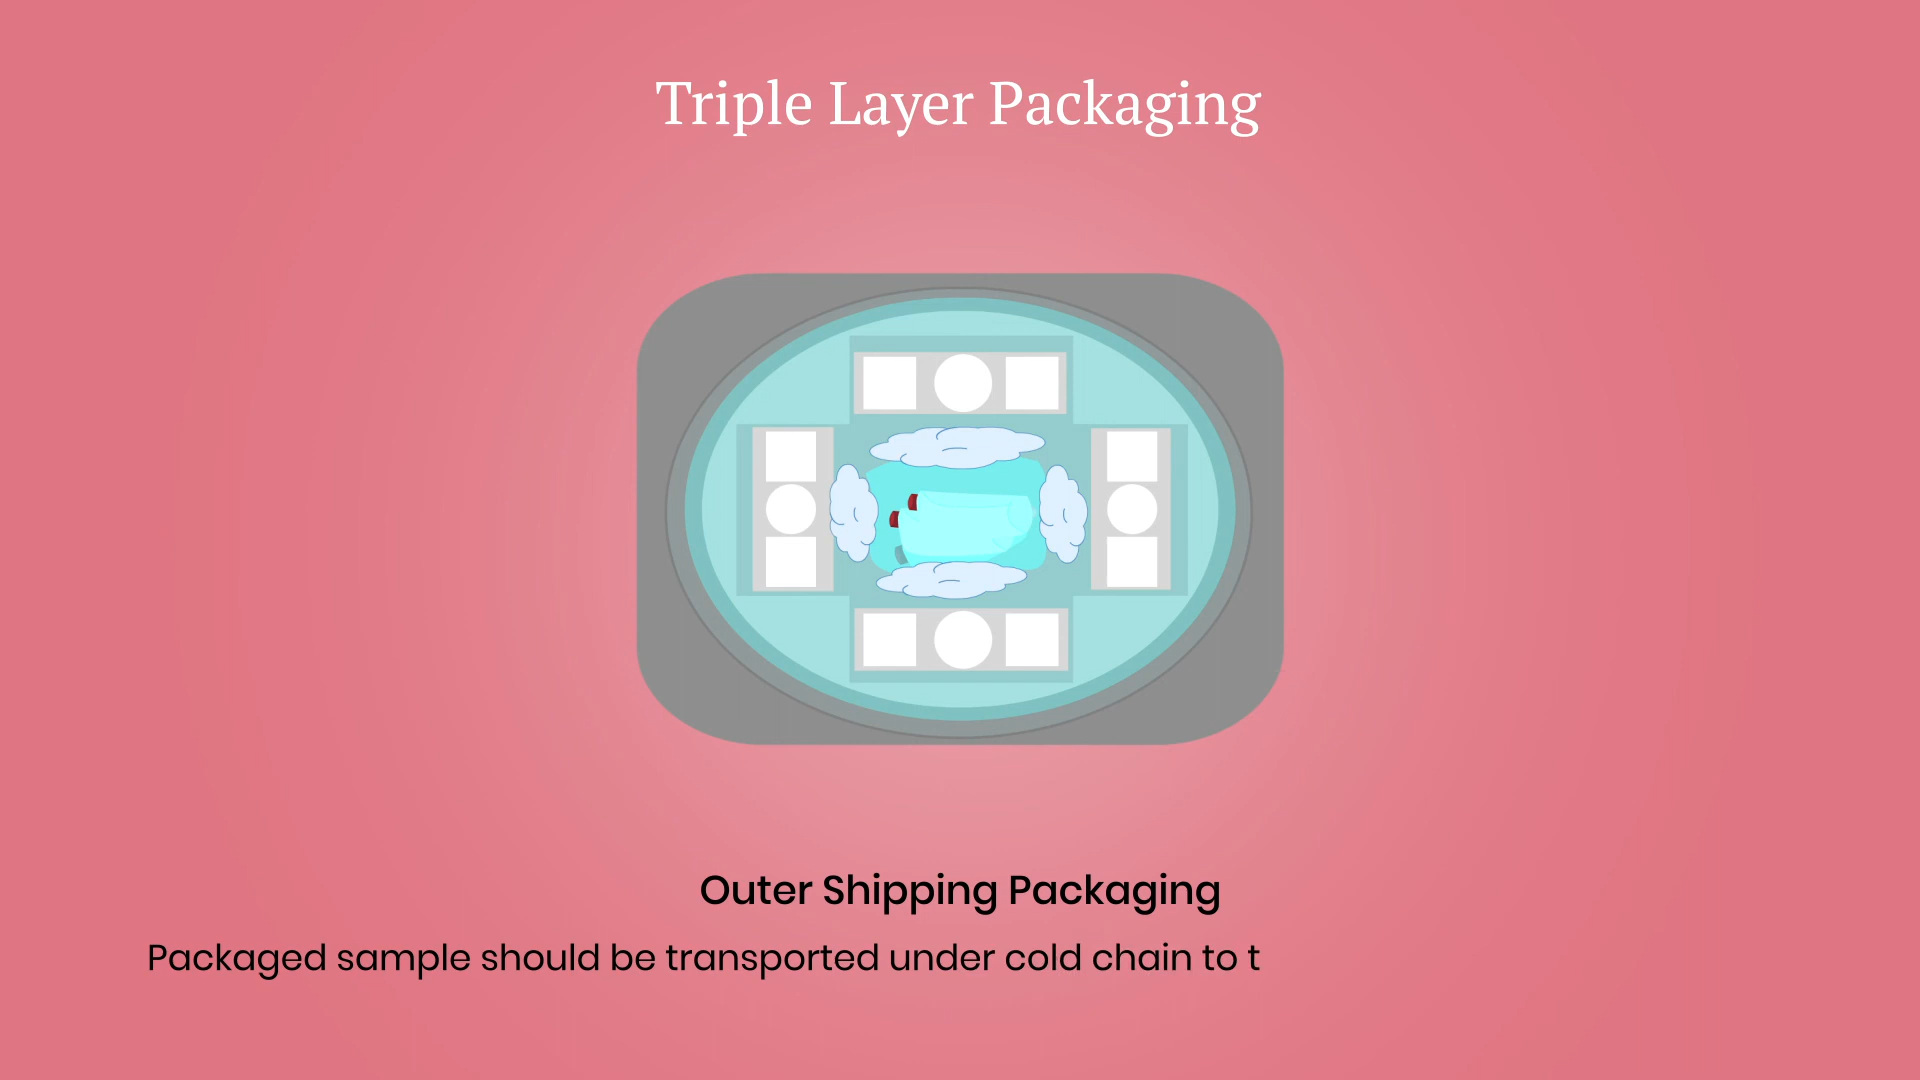 Triple Layer Packaging
Outer Shipping Packaging
Packaged sample should be transported under cold chain to t